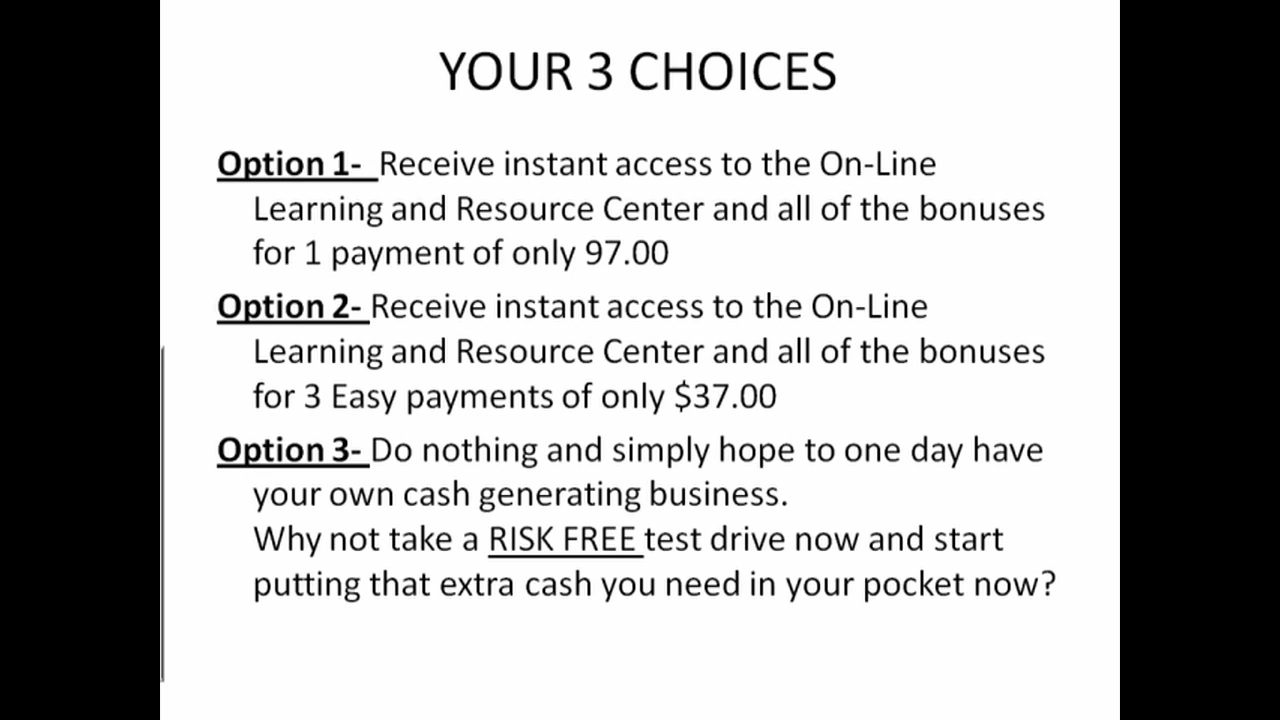 YOUR 3 CHOICES
Option 1- Receive instant access to the On-Line
Learning and Resource Center and all of the bonuses
for 1 payment of only 97.00
Option 2- Receive instant access to the On-Line
Learning and Resource Center and all of the bonuses
for 3 Easy payments of only $37.00
Option 3- Do nothing and simply hope to one day have
your own cash generating business.
Why not take a RISK FREE test drive now and start
putting that extra cash you need in your pocket now?